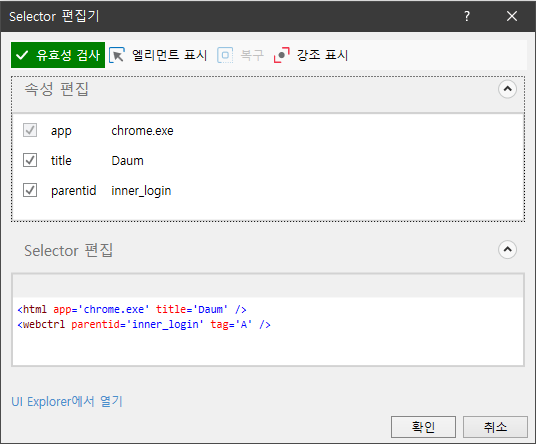 Selector 편집기
유효성 검사 엘리먼트 표시 복구 강조 표시
속성 편집
app chrome.exe
title Daum
parentid inner_login
Selector 편집
<html app='chrome.exe' title='Daum' />
<webctrl parentid='inner_login' tag='A' />
UI Explorer에서 열기
확인 취소